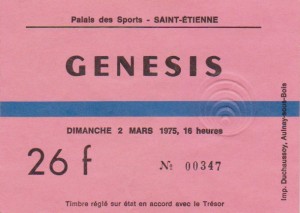 Palais des Sports - SAINT-ÉTIENNE
GENESIS
DIMANCHE 2 MARS 1975, 16 heures
26 f
№ 00347
Timbre réglé sur état en accord avec le Trésor
Imp. Duchaussoy, Aulnay-sous-Bois